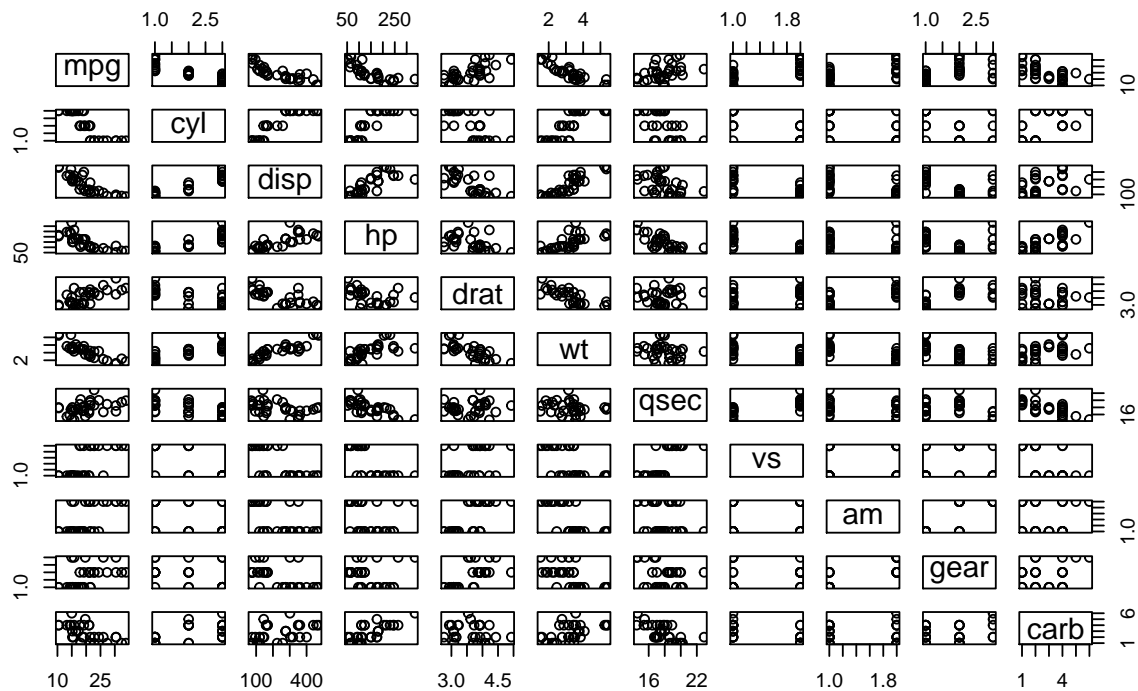 1.0 2.5 50 250 2 4 1.0 1.8 1.0 2.5
mpg 10
1.0 cyl
disp 100
50 hp
drat 3.0
2 wt
qsec 16
1.0 vs
am 1.0
1.0 gear
carb 1 6
10 25 100 400 3.0 4.5 16 22 1.0 1.8 1 4